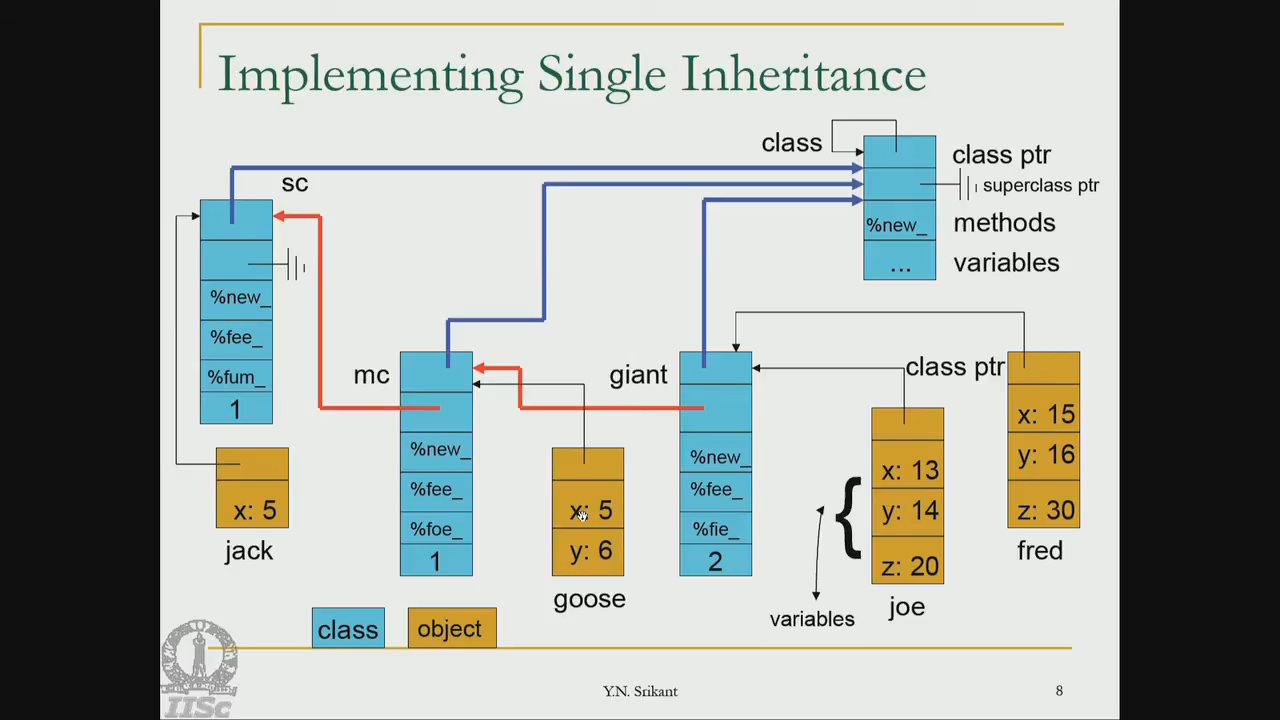 Implementing Single Inheritance
class
class ptr
superclass ptr
%new_
methods
...
variables
sc
%new_
%fee_
%fum_
1
x: 5
jack
mc
%new_
%fee_
%foe_
1
x: 5
y: 6
goose
giant
%new_
%fee_
%fie_
2
class ptr
x: 13
y: 14
z: 20
{
variables
joe
x: 15
y: 16
z: 30
fred
class
object
IISc
Y.N. Srikant
8